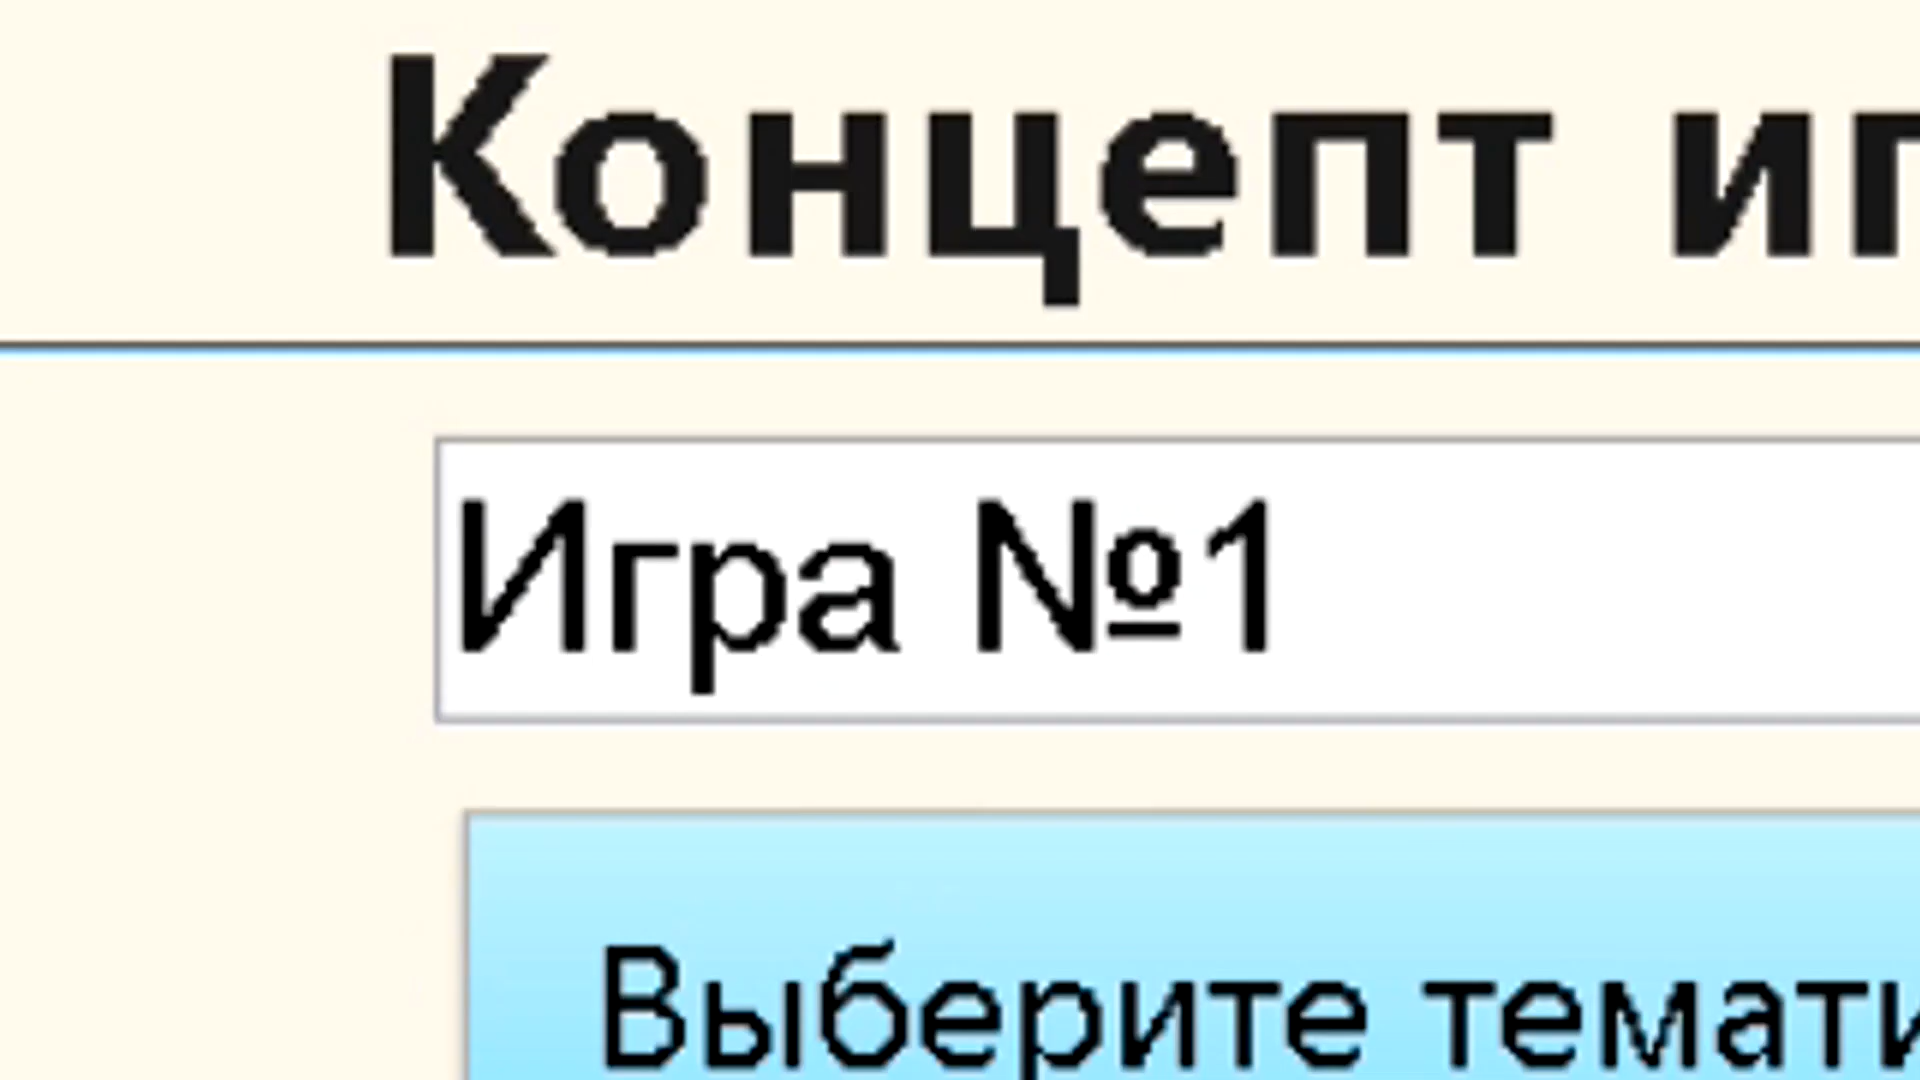 Концепт
Игра №1
Выберите